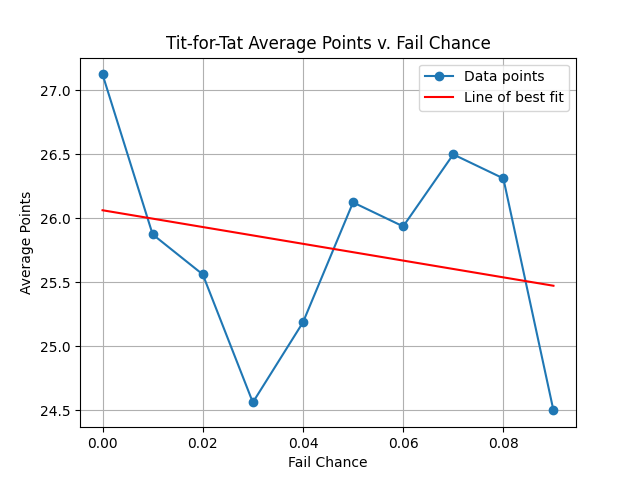 Tit-for-Tat Average Points v. Fail Chance
Data points
Line of best fit
Average Points
27.0
26.5
26.0
25.5
25.0
24.5
0.00 0.02 0.04 0.06 0.08
Fail Chance